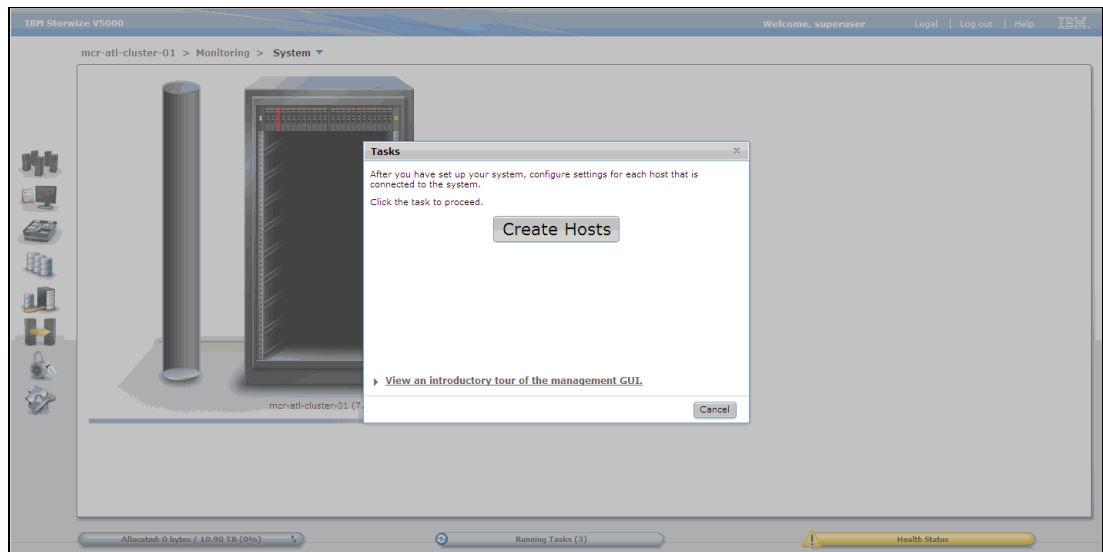 IBM Storwize V5000
Welcome, superuser
Legal | Log out | Help
IBM.
mcr-atl-cluster-01 > Monitoring > System
Tasks
x
After you have set up your system, configure settings for each host that is
connected to the system.
Click the task to proceed.
Create Hosts
View an introductory tour of the management GUI.
Cancel
mcr-atl-cluster-01 (7.
Allocated: 0 bytes / 10.90 TB (0%)
Running Tasks (3)
Health Status